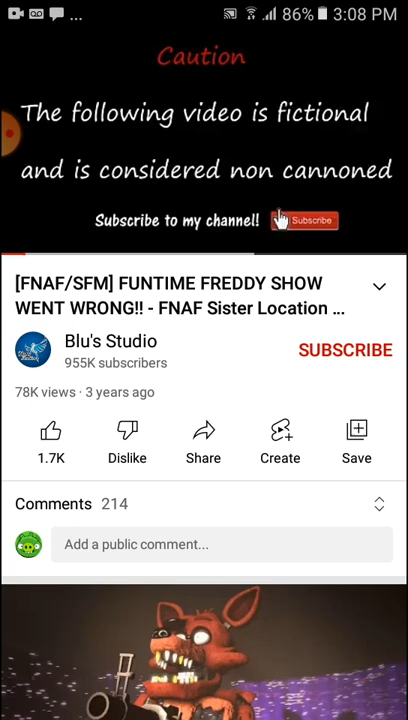 ... 86% 3:08 PM
Caution
The following video is fictional
and is considered non cannoned
Subscribe to my channel! Subscribe
[FNAF/SFM] FUNTIME FREDDY SHOW
WENT WRONG!! - FNAF Sister Location ...
Blu's Studio
955K subscribers
SUBSCRIBE
78K views · 3 years ago
1.7K Dislike Share Create Save
Comments 214
Add a public comment...